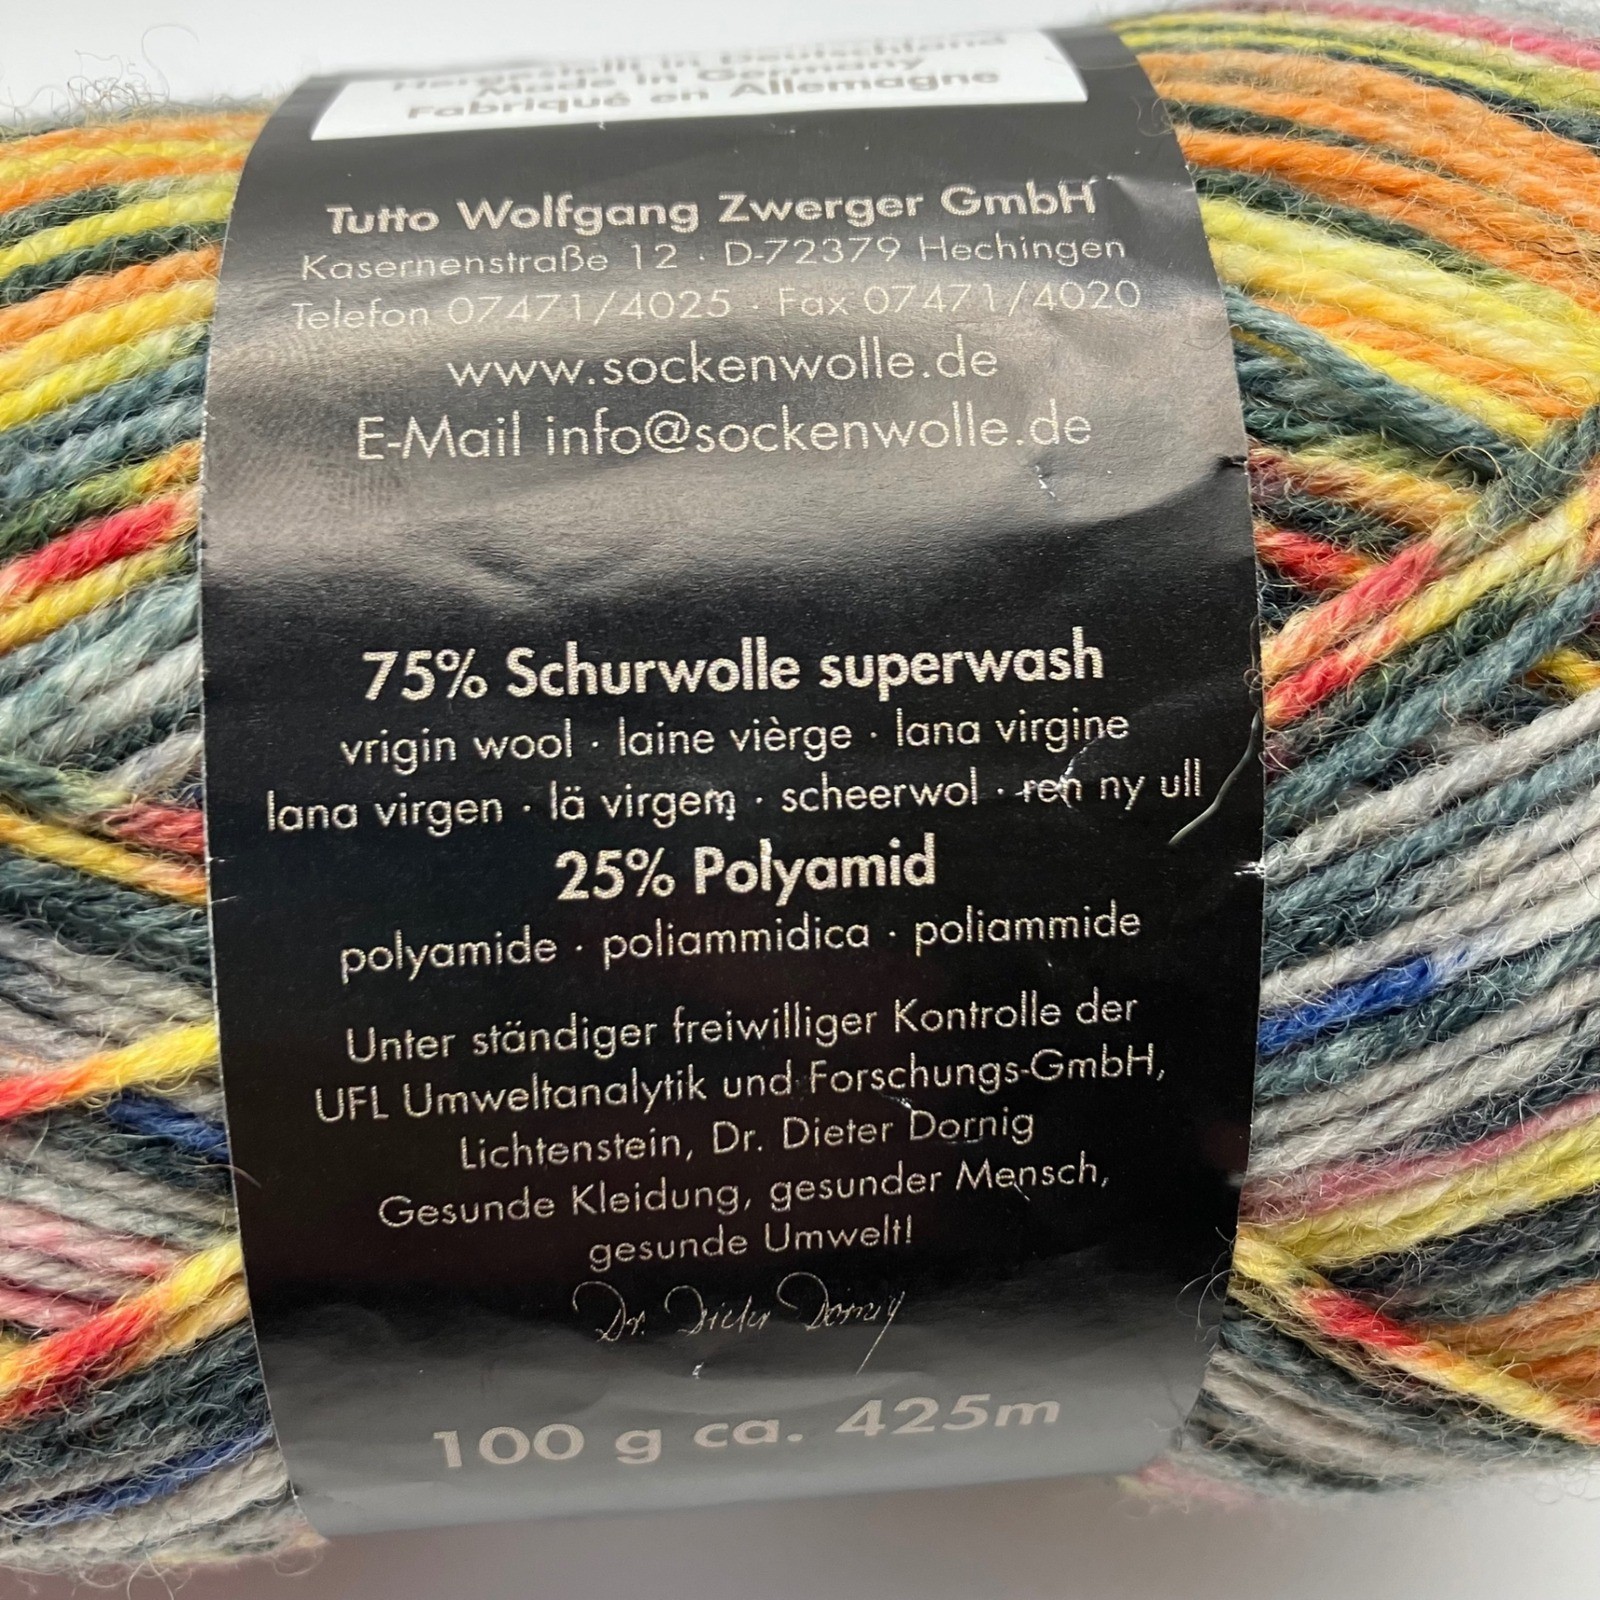 Hergestellt in Deutschland
Made in Germany
Fabriqué en Allemagne
Tutto Wolfgang Zwerger GmbH
Kasernenstraße 12 · D-72379 Hechingen
Telefon 07471/4025 · Fax 07471/4020
www.sockenwolle.de
E-Mail info@sockenwolle.de
75% Schurwolle superwash
vrigin wool · laine vièrge · lana virgine
lana virgen · lä virgem · scheerwol · ren ny ull
25% Polyamid
polyamide · poliammidica · poliammide
Unter ständiger freiwilliger Kontrolle der
UFL Umweltanalytik und Forschungs-GmbH,
Lichtenstein, Dr. Dieter Dornig
Gesunde Kleidung, gesunder Mensch,
gesunde Umwelt!
Dr. Dieter Dornig
100 g ca. 425m